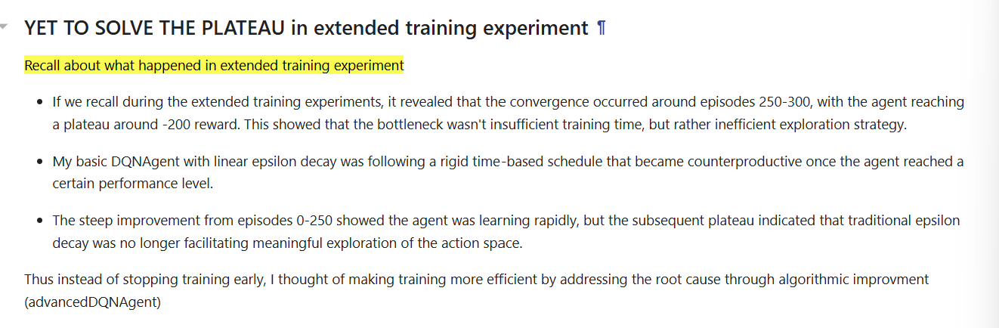 YET TO SOLVE THE PLATEAU in extended training experiment ¶
Recall about what happened in extended training experiment
• If we recall during the extended training experiments, it revealed that the convergence occurred around episodes 250-300, with the agent reaching
a plateau around -200 reward. This showed that the bottleneck wasn't insufficient training time, but rather inefficient exploration strategy.
• My basic DQNAgent with linear epsilon decay was following a rigid time-based schedule that became counterproductive once the agent reached a
certain performance level.
• The steep improvement from episodes 0-250 showed the agent was learning rapidly, but the subsequent plateau indicated that traditional epsilon
decay was no longer facilitating meaningful exploration of the action space.
Thus instead of stopping training early, I thought of making training more efficient by addressing the root cause through algorithmic improvment
(advancedDQNAgent)